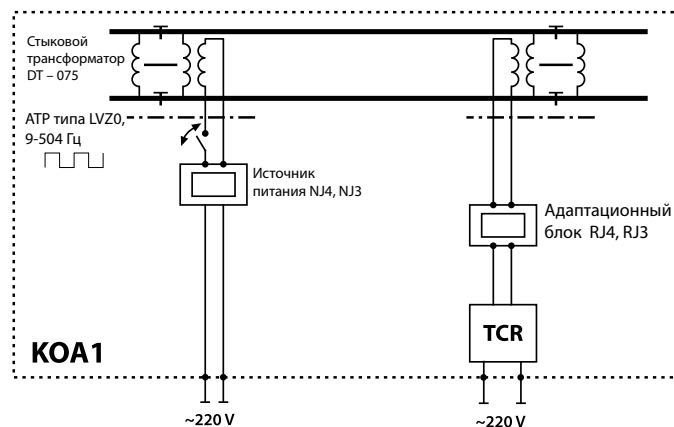 Стыковой
трансформатор
DT – 075
АТР типа LVZ0,
9-504 Гц
Источник
питания NJ4, NJ3
Адаптационный
блок RJ4, RJ3
TCR
KOA1
~220 V
~220 V